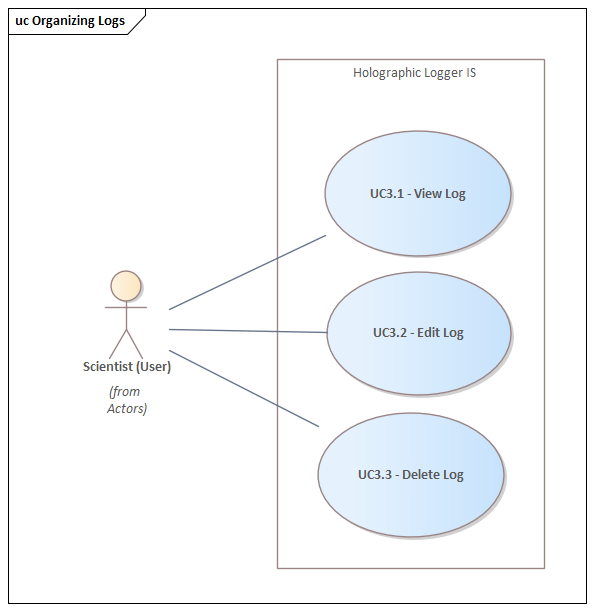 uc Organizing Logs
Holographic Logger IS
UC3.1 - View Log
UC3.2 - Edit Log
Scientist (User)
(from
Actors)
UC3.3 - Delete Log